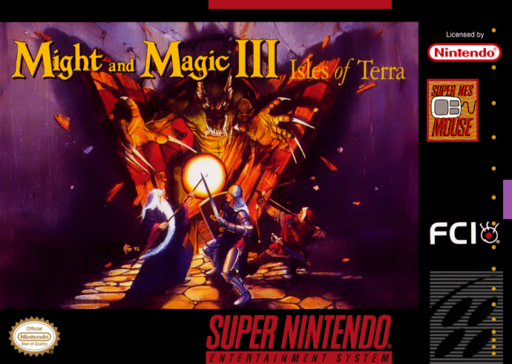 Licensed by
Nintendo®
Might and Magic III Isles of Terra
SUPER NES
MOUSE
FCI
Official
Nintendo
Seal of Quality
SUPER NINTENDO®
ENTERTAINMENT SYSTEM